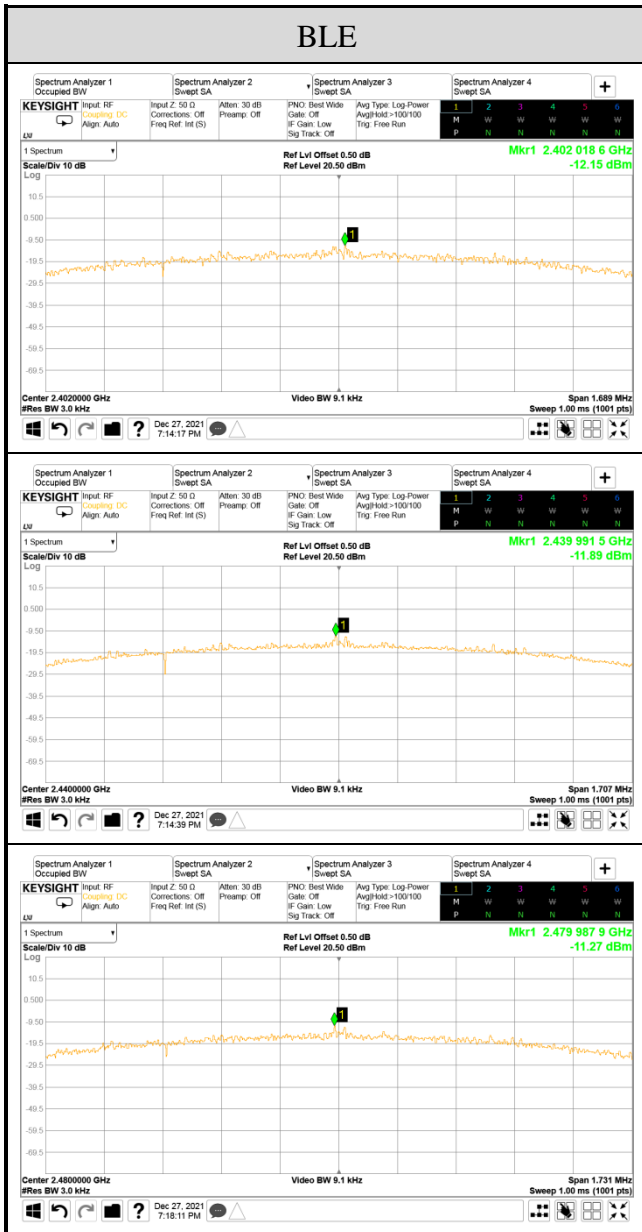 BLE
Spectrum Analyzer 1 Spectrum Analyzer 2 Spectrum Analyzer 3 Spectrum Analyzer 4
Occupied BW Swept SA Swept SA Swept SA +
KEYSIGHT Input: RF Input Z: 50 Ω Atten: 30 dB PNO: Best Wide Avg Type: Log-Power 1 2 3 4 5 6
Coupling: DC Corrections: Off Preamp: Off Gate: Off Avg|Hold:>100/100 M W W W W W
Align: Auto Freq Ref: Int (S) IF Gain: Low Trig: Free Run
LXI Sig Track: Off P N N N N N
1 Spectrum Ref Lvl Offset 0.50 dB Mkr1 2.402 018 6 GHz
Scale/Div 10 dB Ref Level 20.50 dBm -12.15 dBm
Log
10.5
0.500
1
-9.50
-19.5
-29.5
-39.5
-49.5
-59.5
-69.5
Center 2.4020000 GHz Video BW 9.1 kHz Span 1.689 MHz
#Res BW 3.0 kHz Sweep 1.00 ms (1001 pts)
? Dec 27, 2021
7:14:17 PM
Spectrum Analyzer 1 Spectrum Analyzer 2 Spectrum Analyzer 3 Spectrum Analyzer 4
Occupied BW Swept SA Swept SA Swept SA +
KEYSIGHT Input: RF Input Z: 50 Ω Atten: 30 dB PNO: Best Wide Avg Type: Log-Power 1 2 3 4 5 6
Coupling: DC Corrections: Off Preamp: Off Gate: Off Avg|Hold:>100/100 M W W W W W
Align: Auto Freq Ref: Int (S) IF Gain: Low Trig: Free Run
LXI Sig Track: Off P N N N N N
1 Spectrum Ref Lvl Offset 0.50 dB Mkr1 2.439 991 5 GHz
Scale/Div 10 dB Ref Level 20.50 dBm -11.89 dBm
Log
10.5
0.500
1
-9.50
-19.5
-29.5
-39.5
-49.5
-59.5
-69.5
Center 2.4400000 GHz Video BW 9.1 kHz Span 1.707 MHz
#Res BW 3.0 kHz Sweep 1.00 ms (1001 pts)
? Dec 27, 2021
7:14:39 PM
Spectrum Analyzer 1 Spectrum Analyzer 2 Spectrum Analyzer 3 Spectrum Analyzer 4
Occupied BW Swept SA Swept SA Swept SA +
KEYSIGHT Input: RF Input Z: 50 Ω Atten: 30 dB PNO: Best Wide Avg Type: Log-Power 1 2 3 4 5 6
Coupling: DC Corrections: Off Preamp: Off Gate: Off Avg|Hold:>100/100 M W W W W W
Align: Auto Freq Ref: Int (S) IF Gain: Low Trig: Free Run
LXI Sig Track: Off P N N N N N
1 Spectrum Ref Lvl Offset 0.50 dB Mkr1 2.479 987 9 GHz
Scale/Div 10 dB Ref Level 20.50 dBm -11.27 dBm
Log
10.5
0.500
1
-9.50
-19.5
-29.5
-39.5
-49.5
-59.5
-69.5
Center 2.4800000 GHz Video BW 9.1 kHz Span 1.731 MHz
#Res BW 3.0 kHz Sweep 1.00 ms (1001 pts)
? Dec 27, 2021
7:18:11 PM